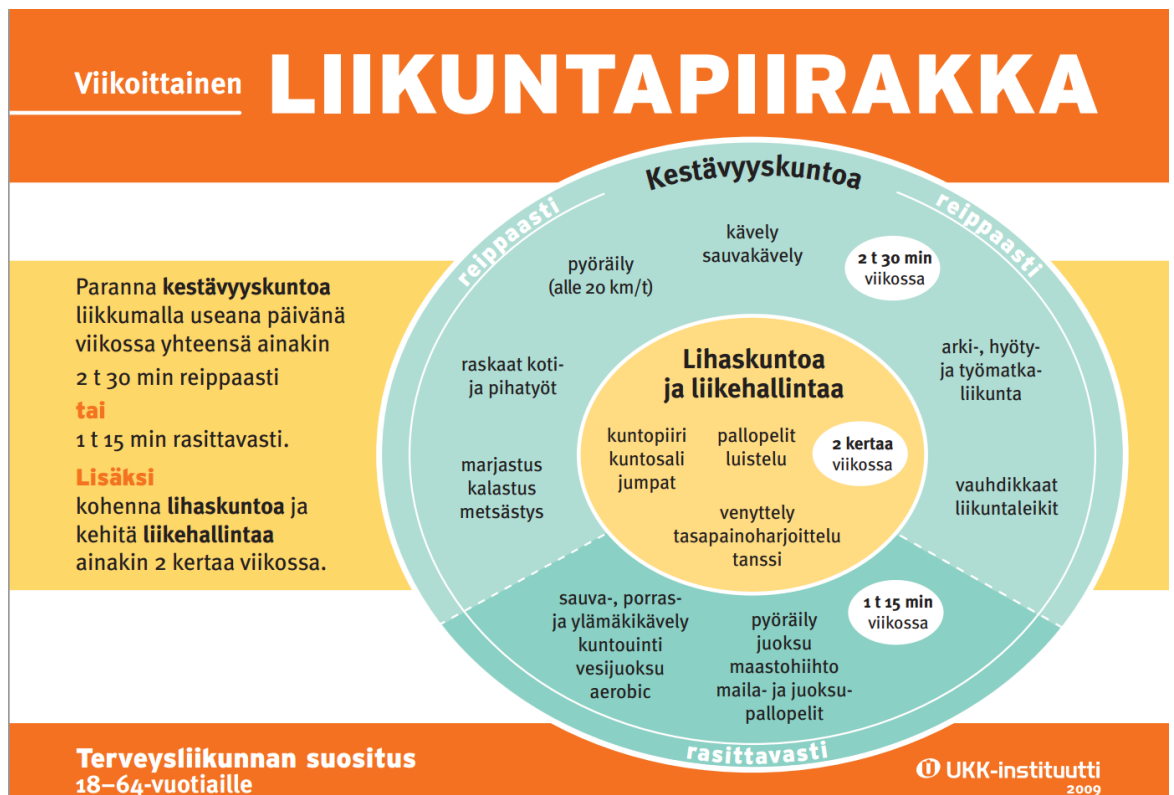 Viikoittainen LIIKUNTAPIIRAKKA
Paranna kestävyyskuntoa
liikkumalla useana päivänä
viikossa yhteensä ainakin
2 t 30 min reippaasti
tai
1 t 15 min rasittavasti.
Lisäksi
kohenna lihaskuntoa ja
kehitä liikehallintaa
ainakin 2 kertaa viikossa.
Kestävyyskuntoa
reippaasti
reippaasti
kävely
sauvakävely
2 t 30 min
viikossa
pyöräily
(alle 20 km/t)
raskaat koti-
ja pihatyöt
marjastus
kalastus
metsästys
arki-, hyöty-
ja työmatka-
liikunta
vauhdikkaat
liikuntaleikit
Lihaskuntoa
ja liikehallintaa
kuntopiiri
kuntosali
jumpat
pallopelit
luistelu
2 kertaa
viikossa
venyttely
tasapainoharjoittelu
tanssi
sauva-, porras-
ja ylämäkikävely
kuntouinti
vesijuoksu
aerobic
pyöräily
juoksu
maastohiihto
maila- ja juoksu-
pallopelit
1 t 15 min
viikossa
rasittavasti
Terveysliikunnan suositus
18–64-vuotiaille
UKK-instituutti
2009